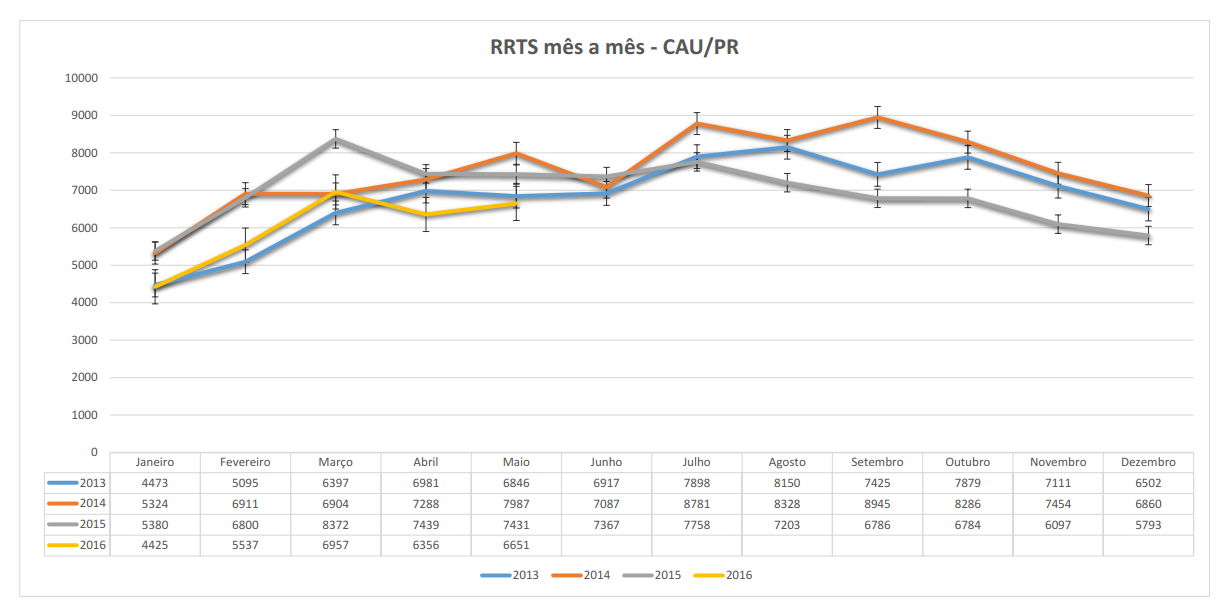 RRTS mês a mês - CAU/PR
10000
9000
8000
7000
6000
5000
4000
3000
2000
1000
0
Janeiro Fevereiro Março Abril Maio Junho Julho Agosto Setembro Outubro Novembro Dezembro
2013 4473 5095 6397 6981 6846 6917 7898 8150 7425 7879 7111 6502
2014 5324 6911 6904 7288 7987 7087 8781 8328 8945 8286 7454 6860
2015 5380 6800 8372 7439 7431 7367 7758 7203 6786 6784 6097 5793
2016 4425 5537 6957 6356 6651
2013 2014 2015 2016